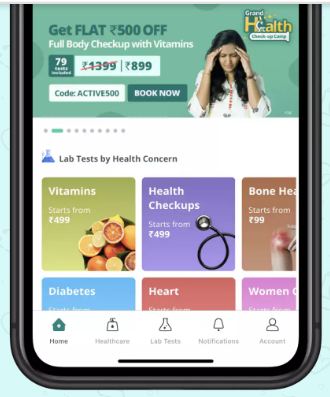 Grand
Health
Check-up Camp
Get FLAT ₹500 OFF
Full Body Checkup with Vitamins
79
tests
included
₹1399 | ₹899
Code: ACTIVE500
BOOK NOW
Lab Tests by Health Concern
Vitamins
Starts from
₹499
Health
Checkups
Starts from
₹499
Bone Hea
Starts from
₹99
Diabetes
Heart
Women
Home
Healthcare
Lab Tests
Notifications
Account